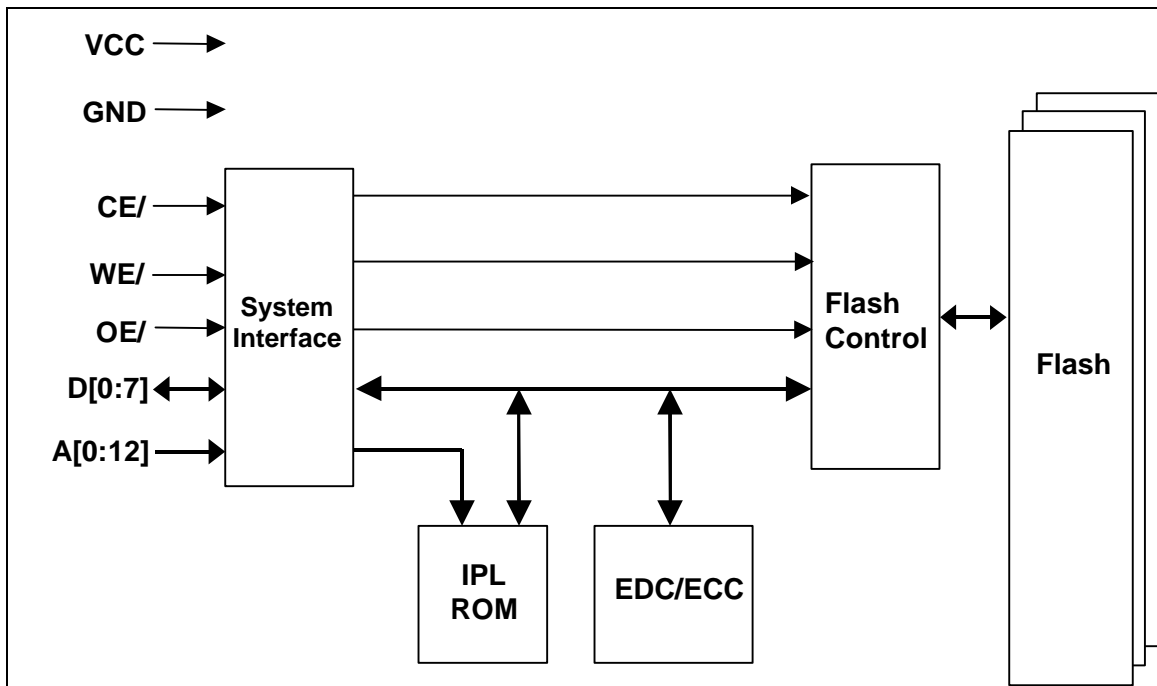 VCC
GND
CE/
WE/
OE/
D[0:7]
A[0:12]
System
Interface
Flash
Control
Flash
IPL
ROM
EDC/ECC